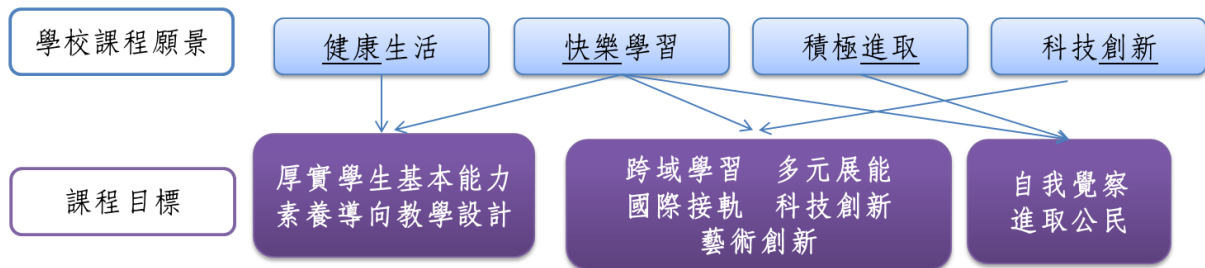 學校課程願景
健康生活
快樂學習
積極進取
科技創新
課程目標
厚實學生基本能力
素養導向教學設計
跨域學習 多元展能
國際接軌 科技創新
藝術創新
自我覺察
進取公民